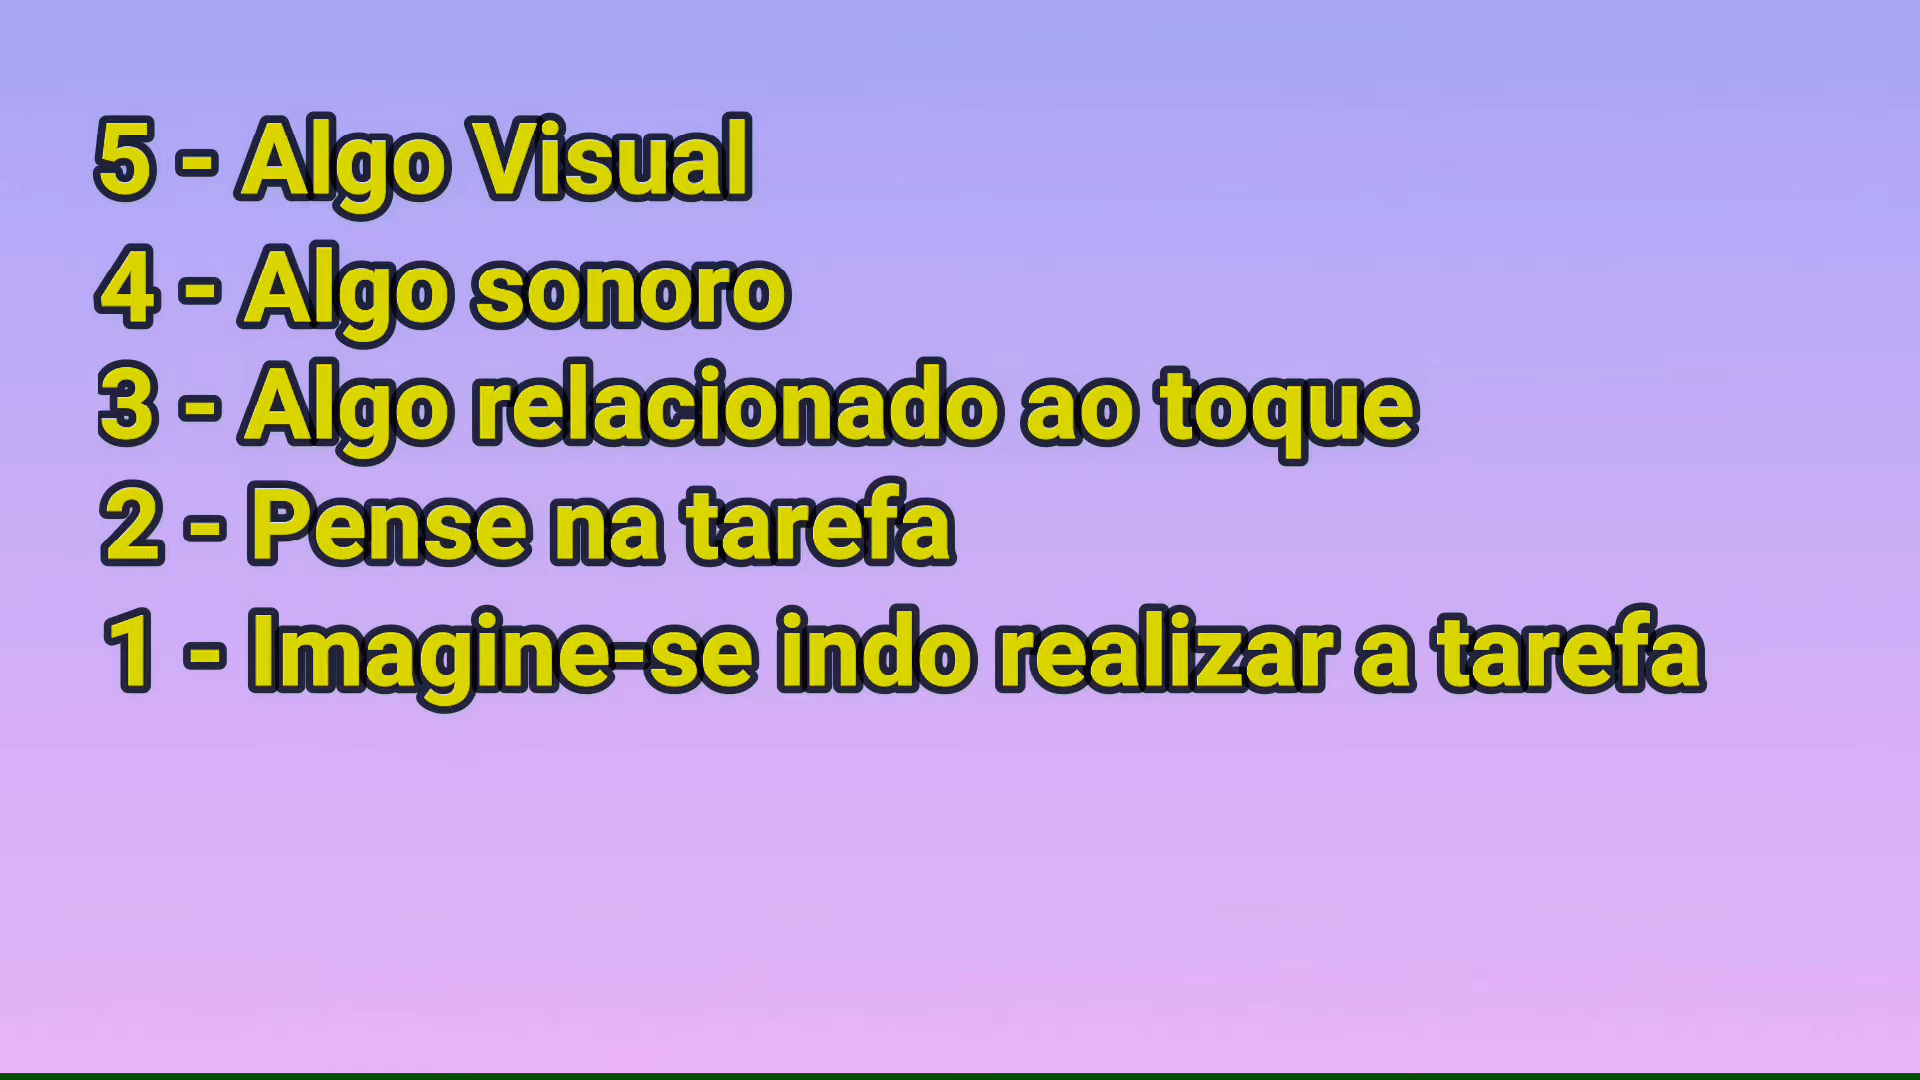 5 - Algo Visual
4 - Algo sonoro
3 - Algo relacionado ao toque
2 - Pense na tarefa
1 - Imagine-se indo realizar a tarefa